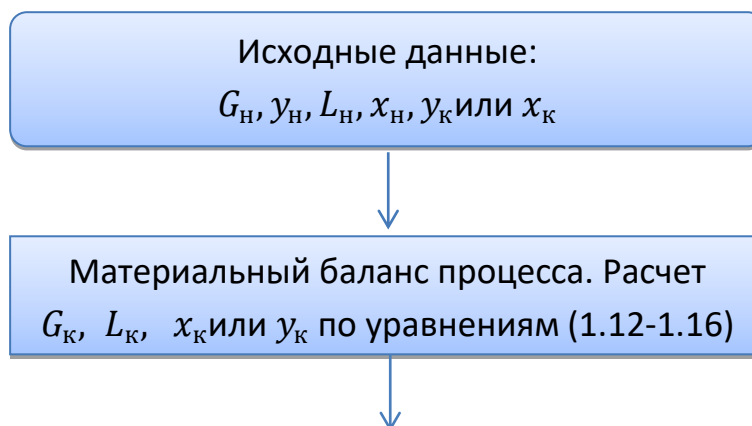 Исходные данные:
Gн, yн, Lн, xн, yк или xк
Материальный баланс процесса. Расчет
Gк, Lк, xк или yк по уравнениям (1.12-1.16)